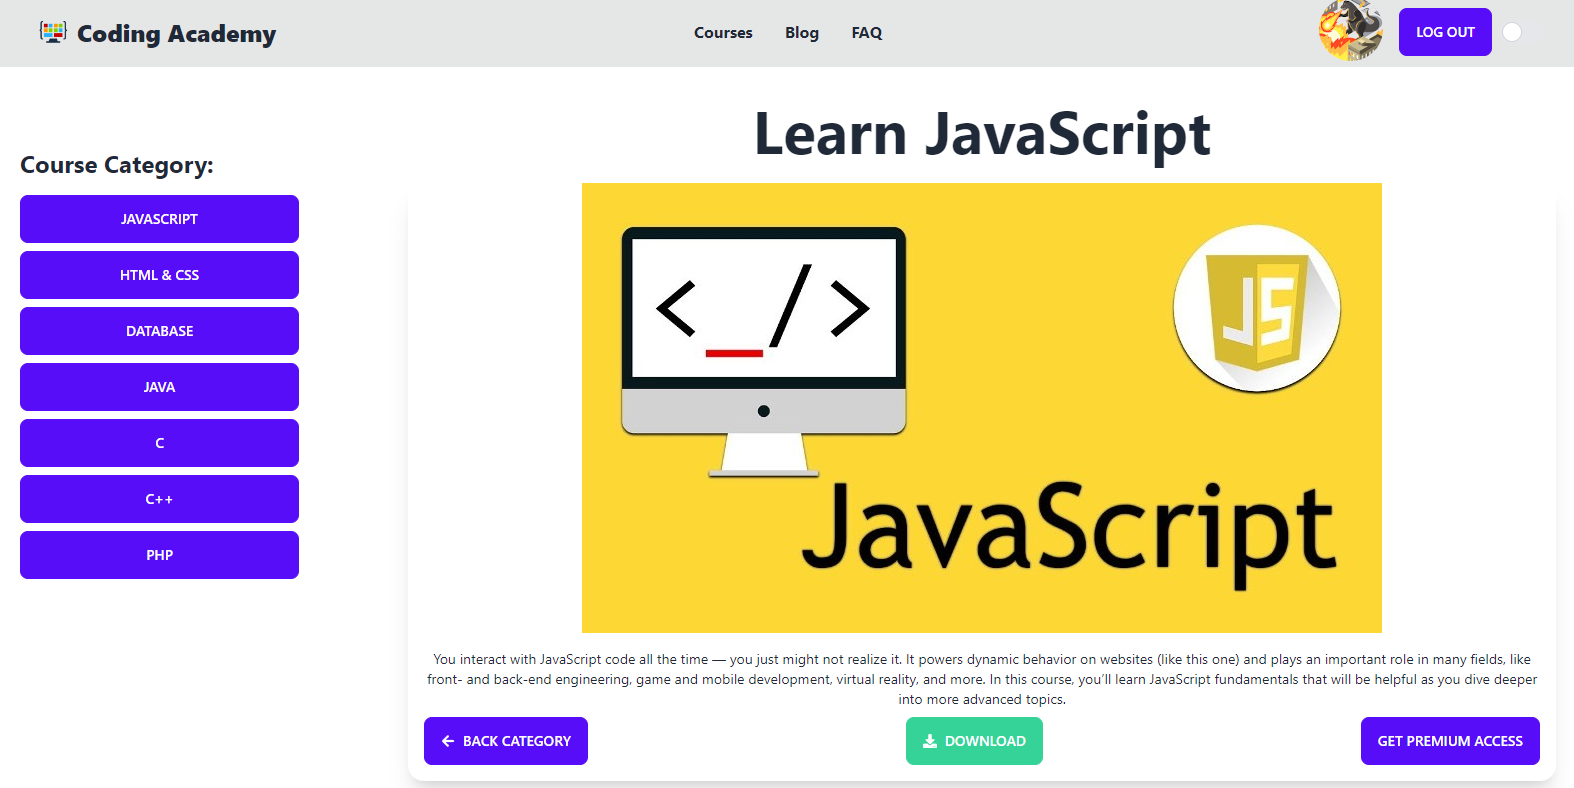 Coding Academy
Courses
Blog
FAQ
LOG OUT
Course Category:
JAVASCRIPT
HTML & CSS
DATABASE
JAVA
C
C++
PHP
Learn JavaScript
<_/>
JS
JavaScript
You interact with JavaScript code all the time — you just might not realize it. It powers dynamic behavior on websites (like this one) and plays an important role in many fields, like
front- and back-end engineering, game and mobile development, virtual reality, and more. In this course, you’ll learn JavaScript fundamentals that will be helpful as you dive deeper
into more advanced topics.
BACK CATEGORY
DOWNLOAD
GET PREMIUM ACCESS